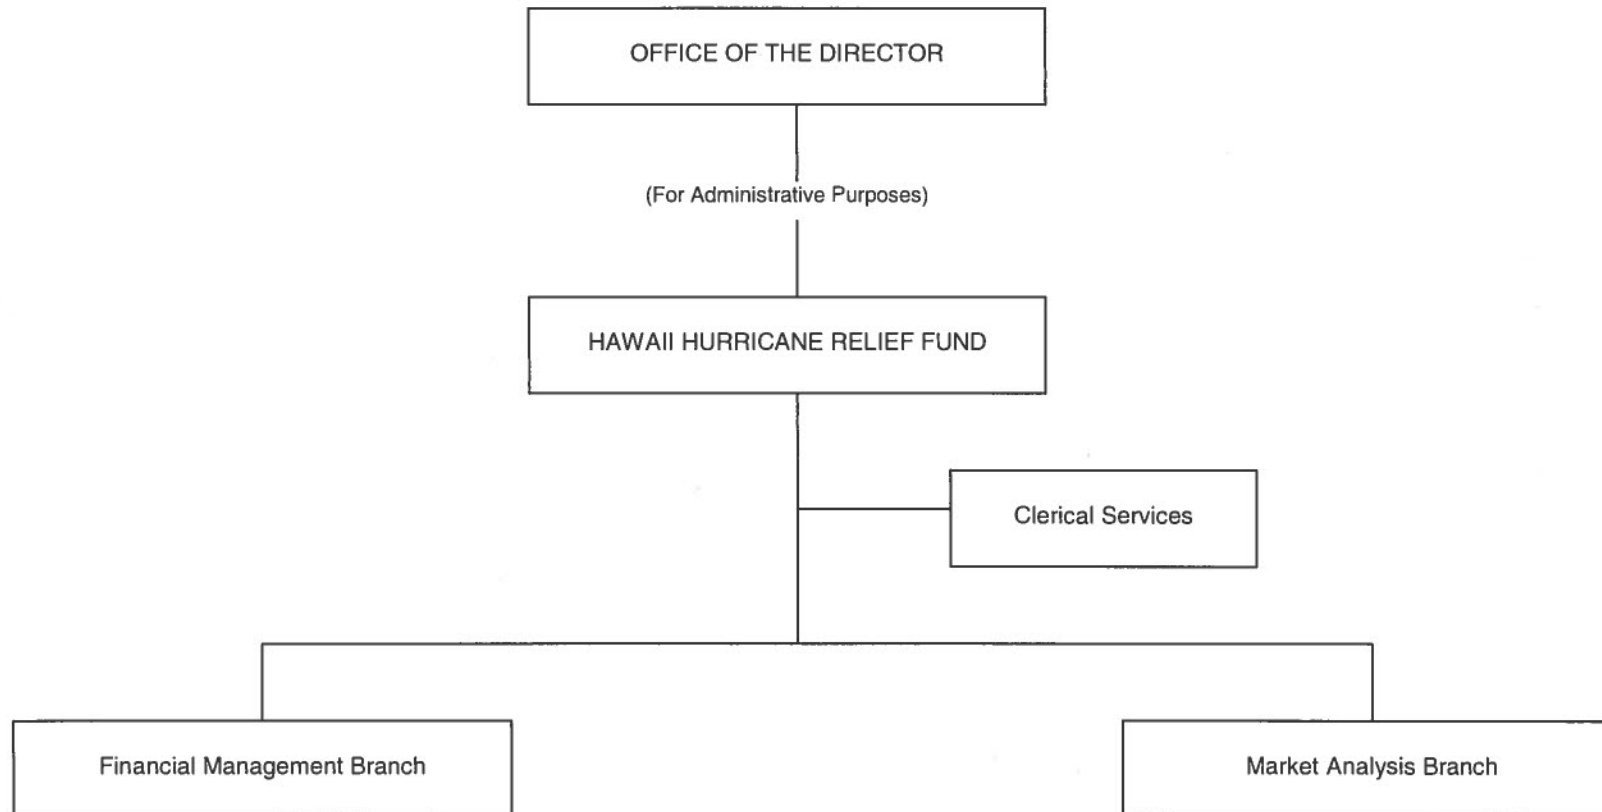 OFFICE OF THE DIRECTOR
(For Administrative Purposes)
HAWAII HURRICANE RELIEF FUND
Clerical Services
Financial Management Branch
Market Analysis Branch